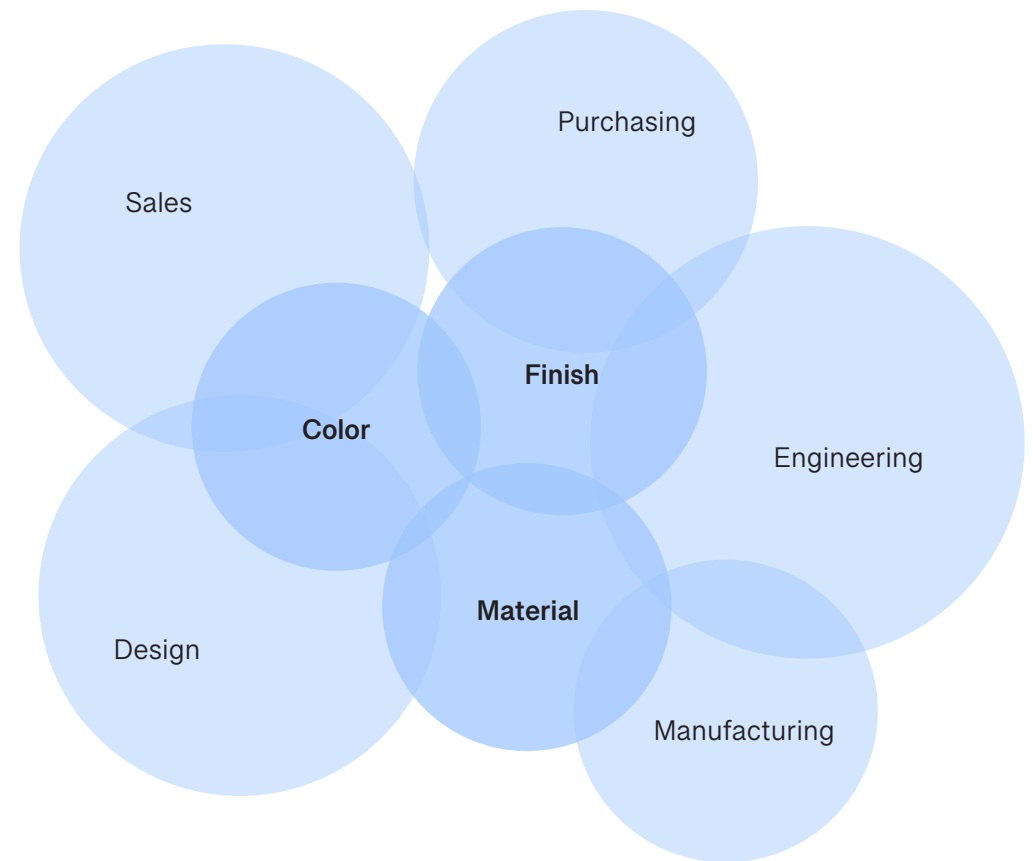 Purchasing
Sales
Finish
Color
Engineering
Material
Design
Manufacturing